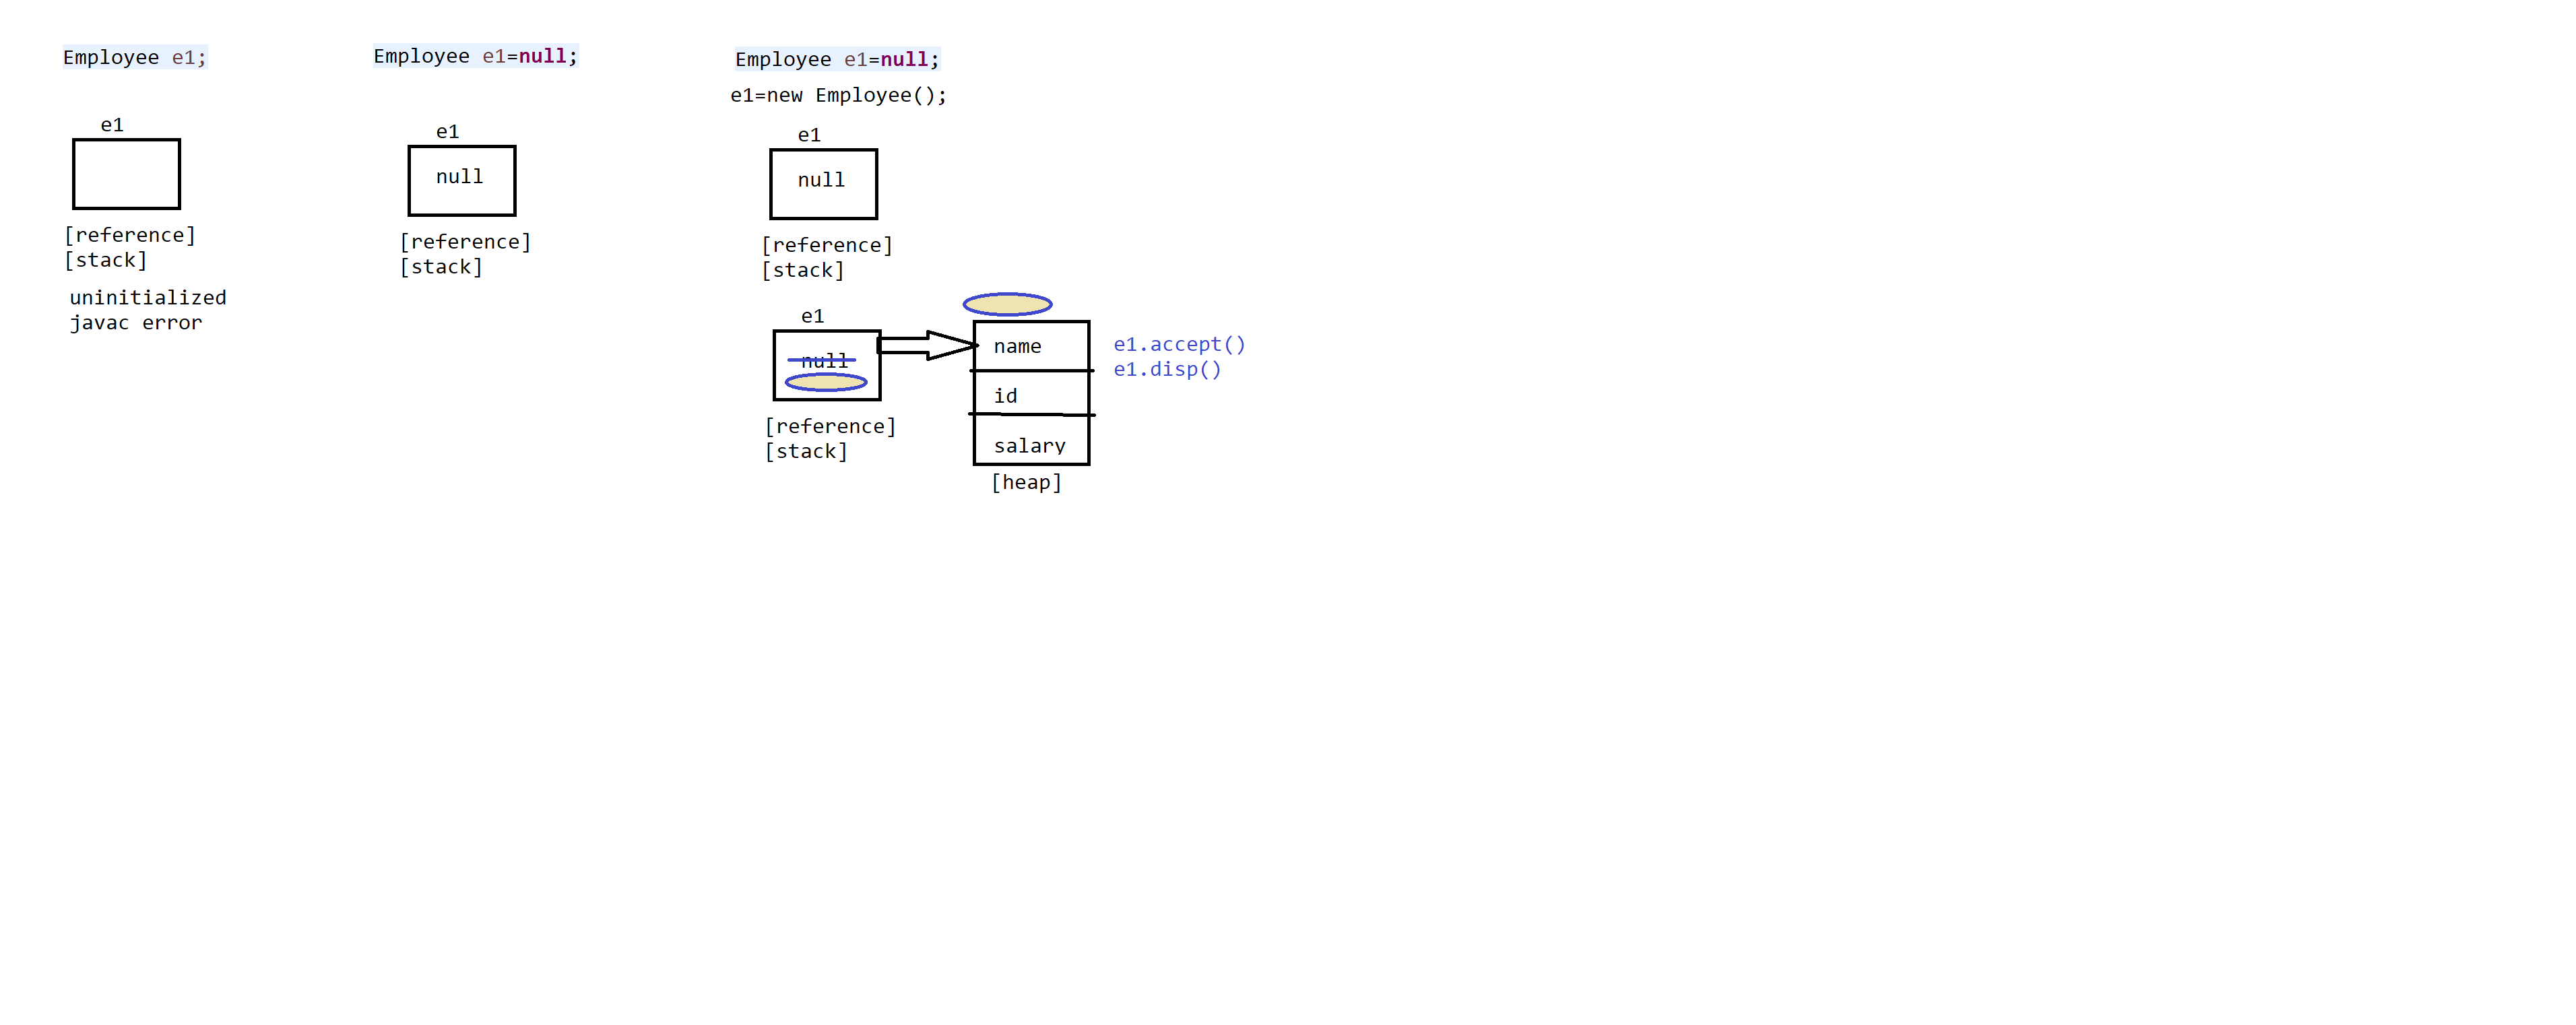 Employee e1;
e1
[reference]
[stack]
uninitialized
javac error
Employee e1=null;
e1
null
[reference]
[stack]
Employee e1=null;
e1=new Employee();
e1
null
[reference]
[stack]
e1
null
[reference]
[stack]
name
id
salary
[heap]
e1.accept()
e1.disp()